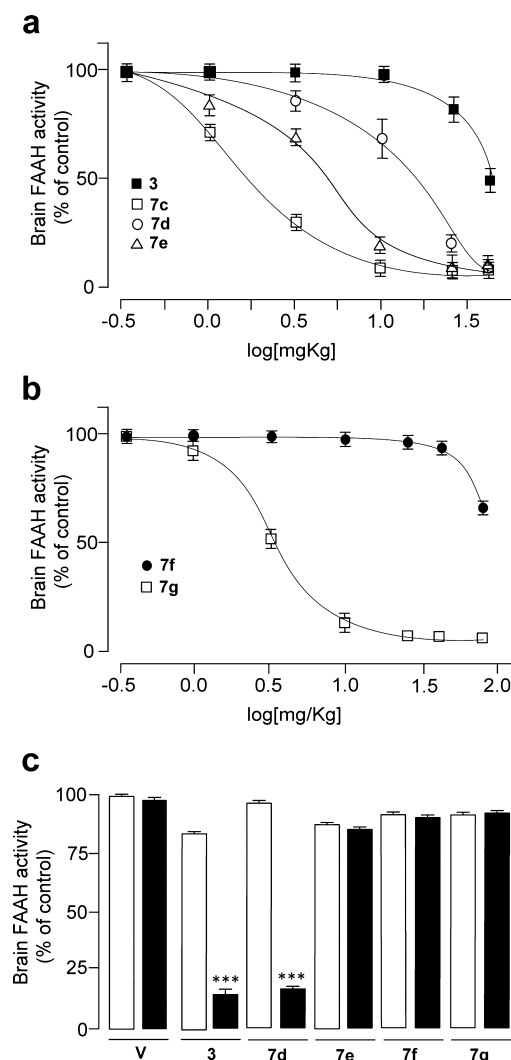 a
100
50
0
Brain FAAH activity
(% of control)
3
7c
7d
7e
-0.5 0.0 0.5 1.0 1.5
log[mgKg]
b
100
50
0
Brain FAAH activity
(% of control)
7f
7g
-0.5 0.0 0.5 1.0 1.5 2.0
log[mg/Kg]
c
100
75
50
25
0
Brain FAAH activity
(% of control)
*** ***
V 3 7d 7e 7f 7g